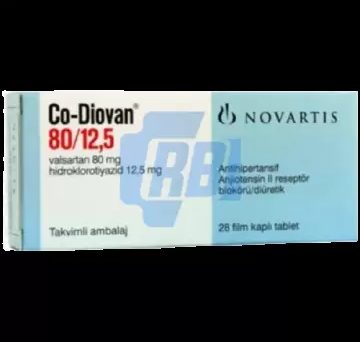 Co-Diovan®
80/12,5
valsartan 80 mg
hidroklorotiyazid 12,5 mg
Takvimli ambalaj
NOVARTIS
Antihipertansif
Anjiotensin II reseptör
blokörü/diüretik
28 film kaplı tablet
RBI